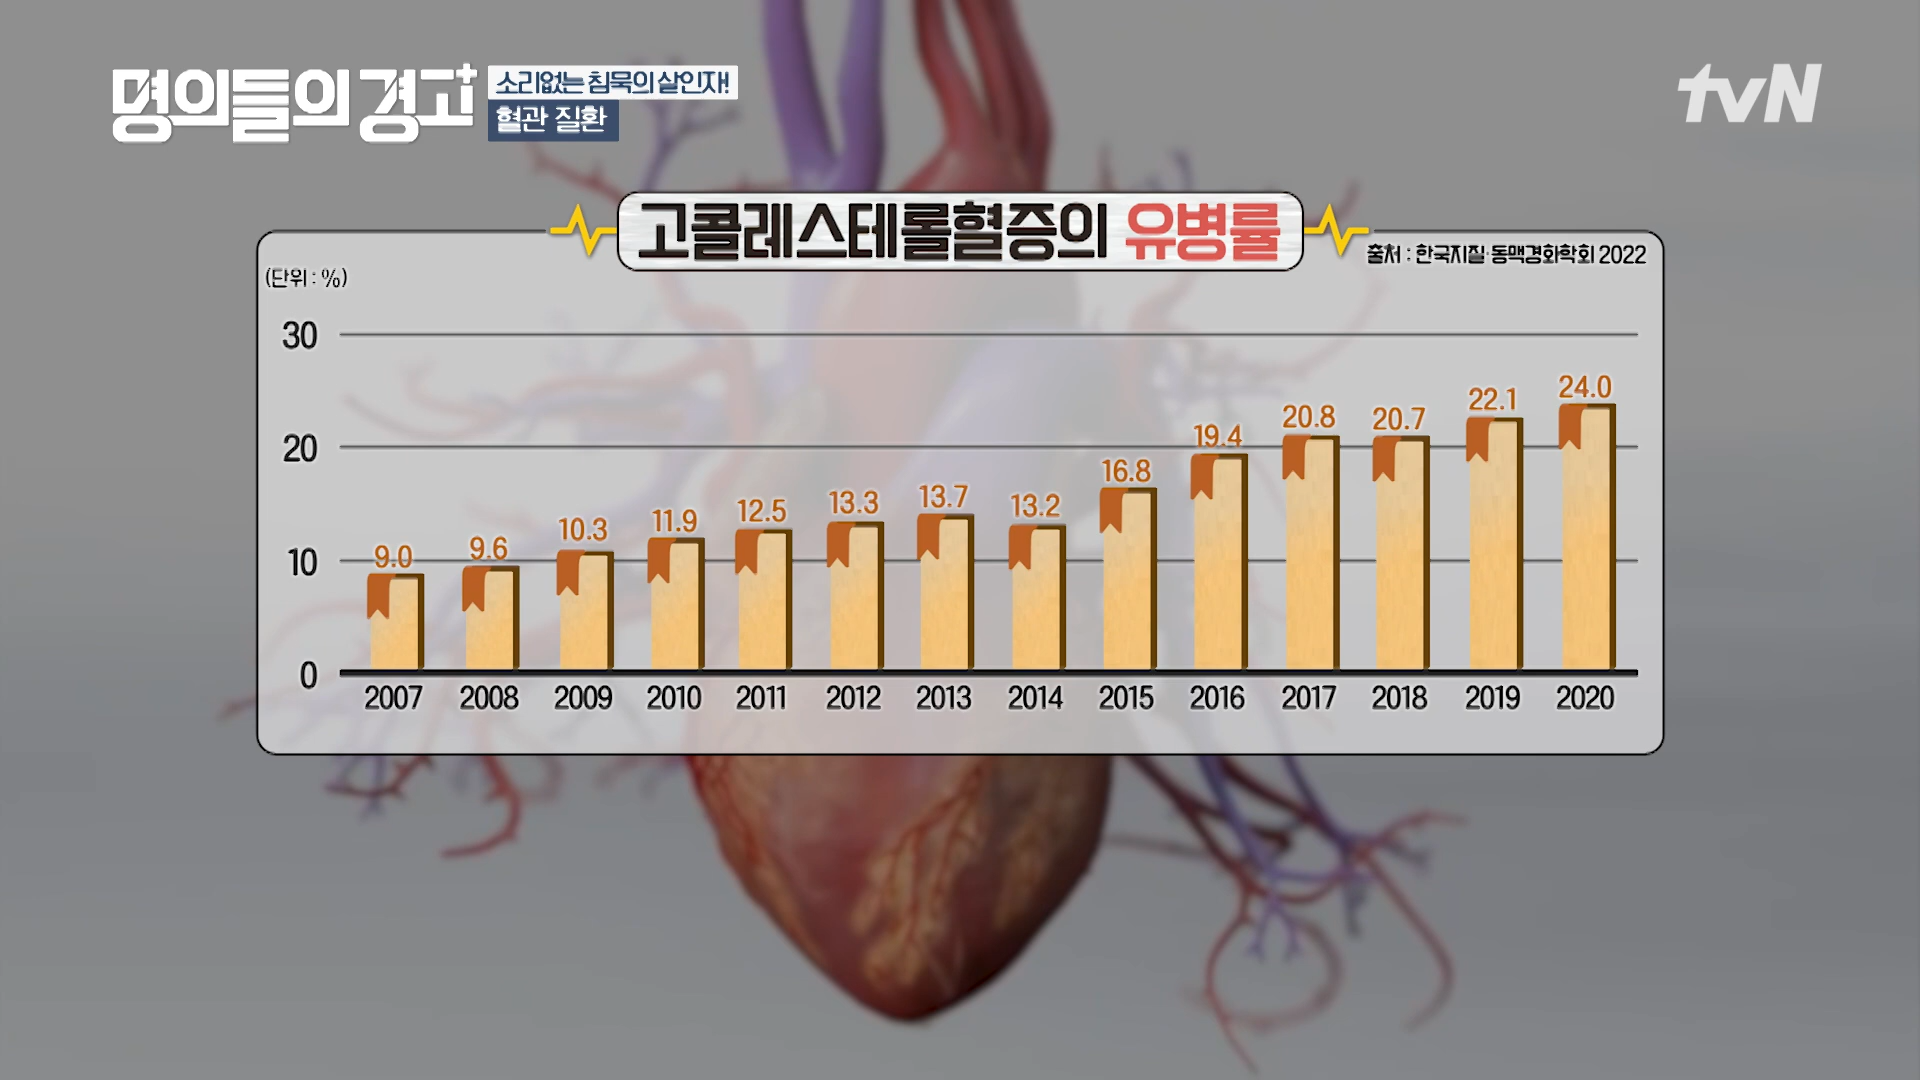 명의들의 경고+
소리없는 침묵의 살인자!
혈관 질환
tvN
고콜레스테롤혈증의 유병률
출처 : 한국지질·동맥경화학회 2022
(단위 : %)
30
20
10
0
9.0
9.6
10.3
11.9
12.5
13.3
13.7
13.2
16.8
19.4
20.8
20.7
22.1
24.0
2007 2008 2009 2010 2011 2012 2013 2014 2015 2016 2017 2018 2019 2020